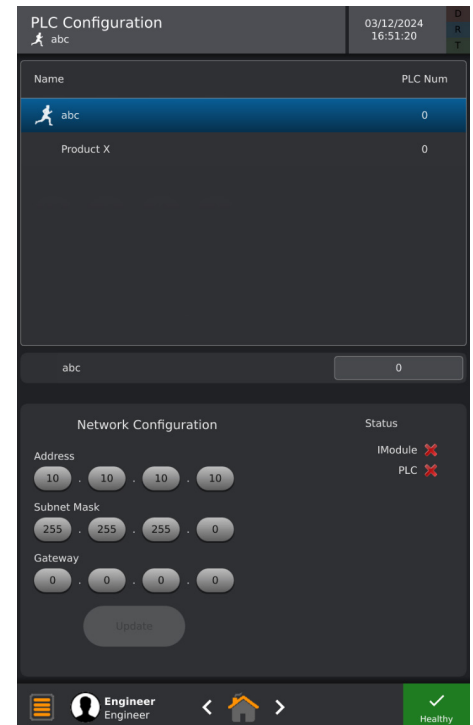 PLC Configuration
abc
03/12/2024
16:51:20
D
R
T
Name PLC Num
abc 0
Product X 0
abc 0
Network Configuration
Status
Address
IModule
10 . 10 . 10 . 10
PLC
Subnet Mask
255 . 255 . 255 . 0
Gateway
0 . 0 . 0 . 0
Update
Engineer
Engineer
Healthy